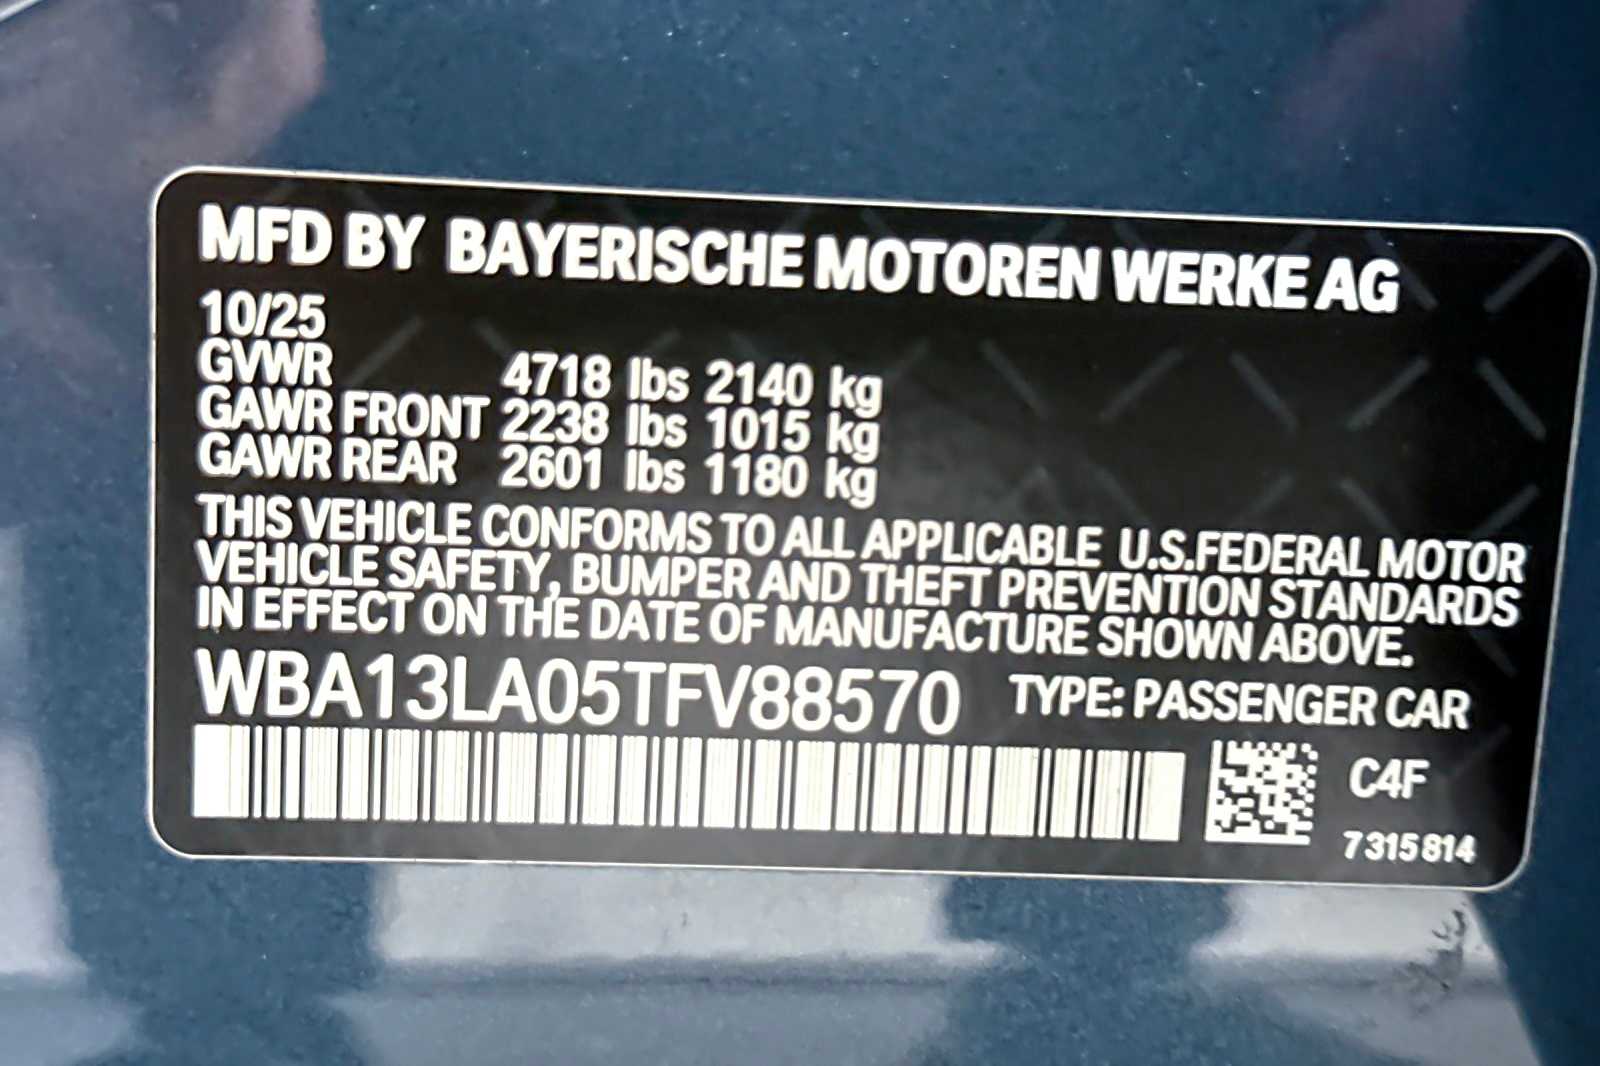 MFD BY BAYERISCHE MOTOREN WERKE AG
10/25
GVWR 4718 lbs 2140 kg
GAWR FRONT 2238 lbs 1015 kg
GAWR REAR 2601 lbs 1180 kg
THIS VEHICLE CONFORMS TO ALL APPLICABLE U.S.FEDERAL MOTOR
VEHICLE SAFETY, BUMPER AND THEFT PREVENTION STANDARDS
IN EFFECT ON THE DATE OF MANUFACTURE SHOWN ABOVE.
WBA13LA05TFV88570 TYPE: PASSENGER CAR
C4F
7315814